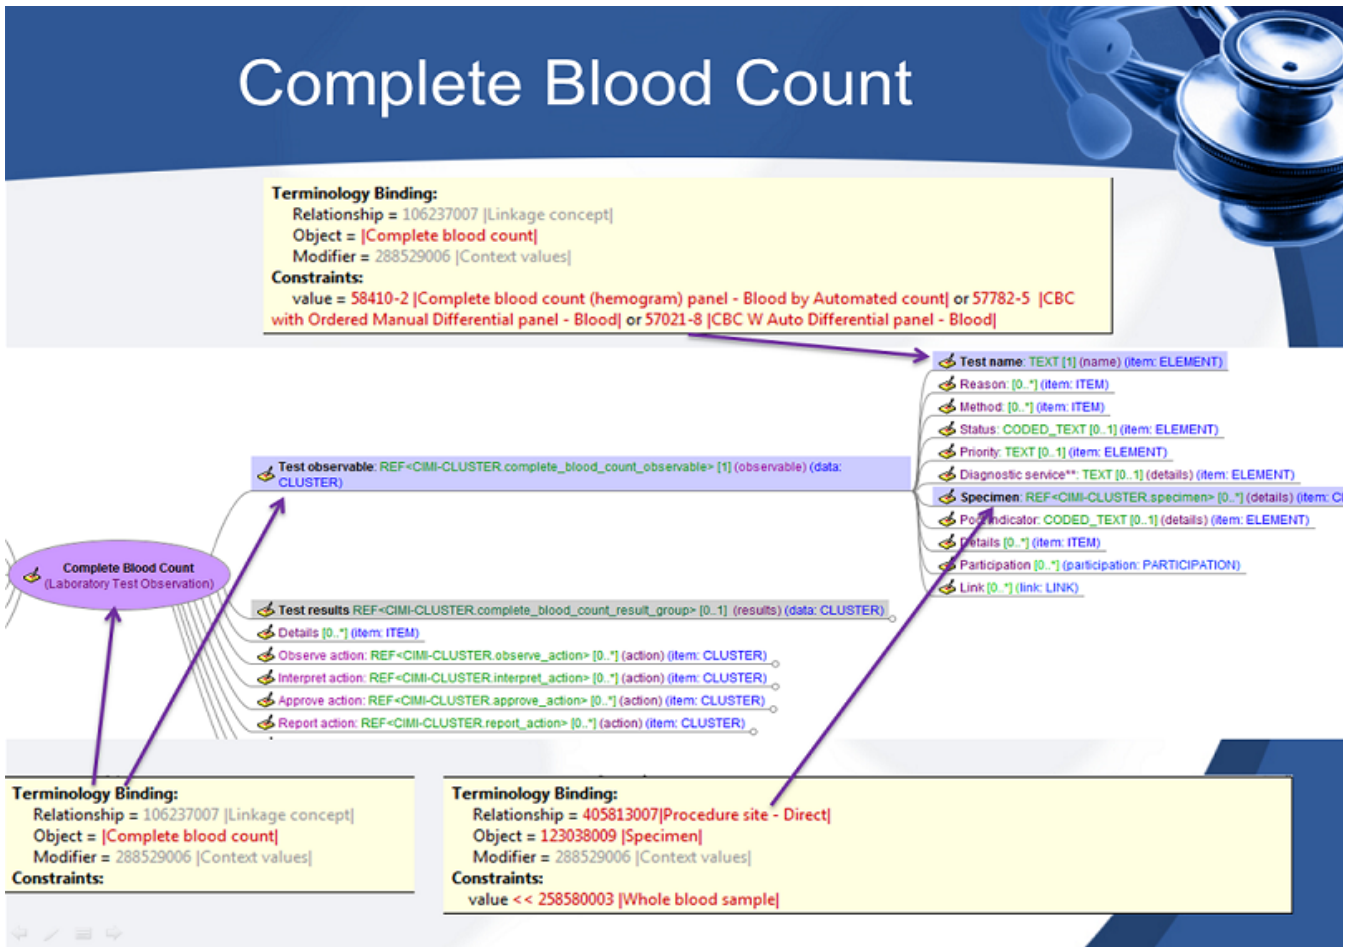 Complete Blood Count
Terminology Binding:
Relationship = 106237007 |Linkage concept|
Object = |Complete blood count|
Modifier = 288529006 |Context values|
Constraints:
value = 58410-2 |Complete blood count (hemogram) panel - Blood by Automated count| or 57782-5 |CBC
with Ordered Manual Differential panel - Blood| or 57021-8 |CBC W Auto Differential panel - Blood|
Test name: TEXT [1] (name) (item: ELEMENT)
Reason: [0..*] (item: ITEM)
Method: [0..*] (item: ITEM)
Status: CODED_TEXT [0..1] (item: ELEMENT)
Priority: TEXT [0..1] (item: ELEMENT)
Diagnostic service**: TEXT [0..1] (details) (item: ELEMENT)
Specimen: REF<CIMI-CLUSTER.specimen> [0..*] (details) (item: Cl
indicator: CODED_TEXT [0..1] (details) (item: ELEMENT)
Details [0..*] (item: ITEM)
Participation [0..*] (participation: PARTICIPATION)
Link [0..*] (link: LINK)
Test observable: REF<CIMI-CLUSTER.complete_blood_count_observable> [1] (observable) (data:
CLUSTER)
Complete Blood Count
(Laboratory Test Observation)
Test results REF<CIMI-CLUSTER.complete_blood_count_result_group> [0..1] (results) (data: CLUSTER)
Details [0..*] (item: ITEM)
Observe action: REF<CIMI-CLUSTER.observe_action> [0..*] (action) (item: CLUSTER)
Interpret action: REF<CIMI-CLUSTER.interpret_action> [0..*] (action) (item: CLUSTER)
Approve action: REF<CIMI-CLUSTER.approve_action> [0..*] (action) (item: CLUSTER)
Report action: REF<CIMI-CLUSTER.report_action> [0..*] (action) (item: CLUSTER)
Terminology Binding:
Relationship = 106237007 |Linkage concept|
Object = |Complete blood count|
Modifier = 288529006 |Context values|
Constraints:
Terminology Binding:
Relationship = 405813007|Procedure site - Direct|
Object = 123038009 |Specimen|
Modifier = 288529006 |Context values|
Constraints:
value << 258580003 |Whole blood sample|